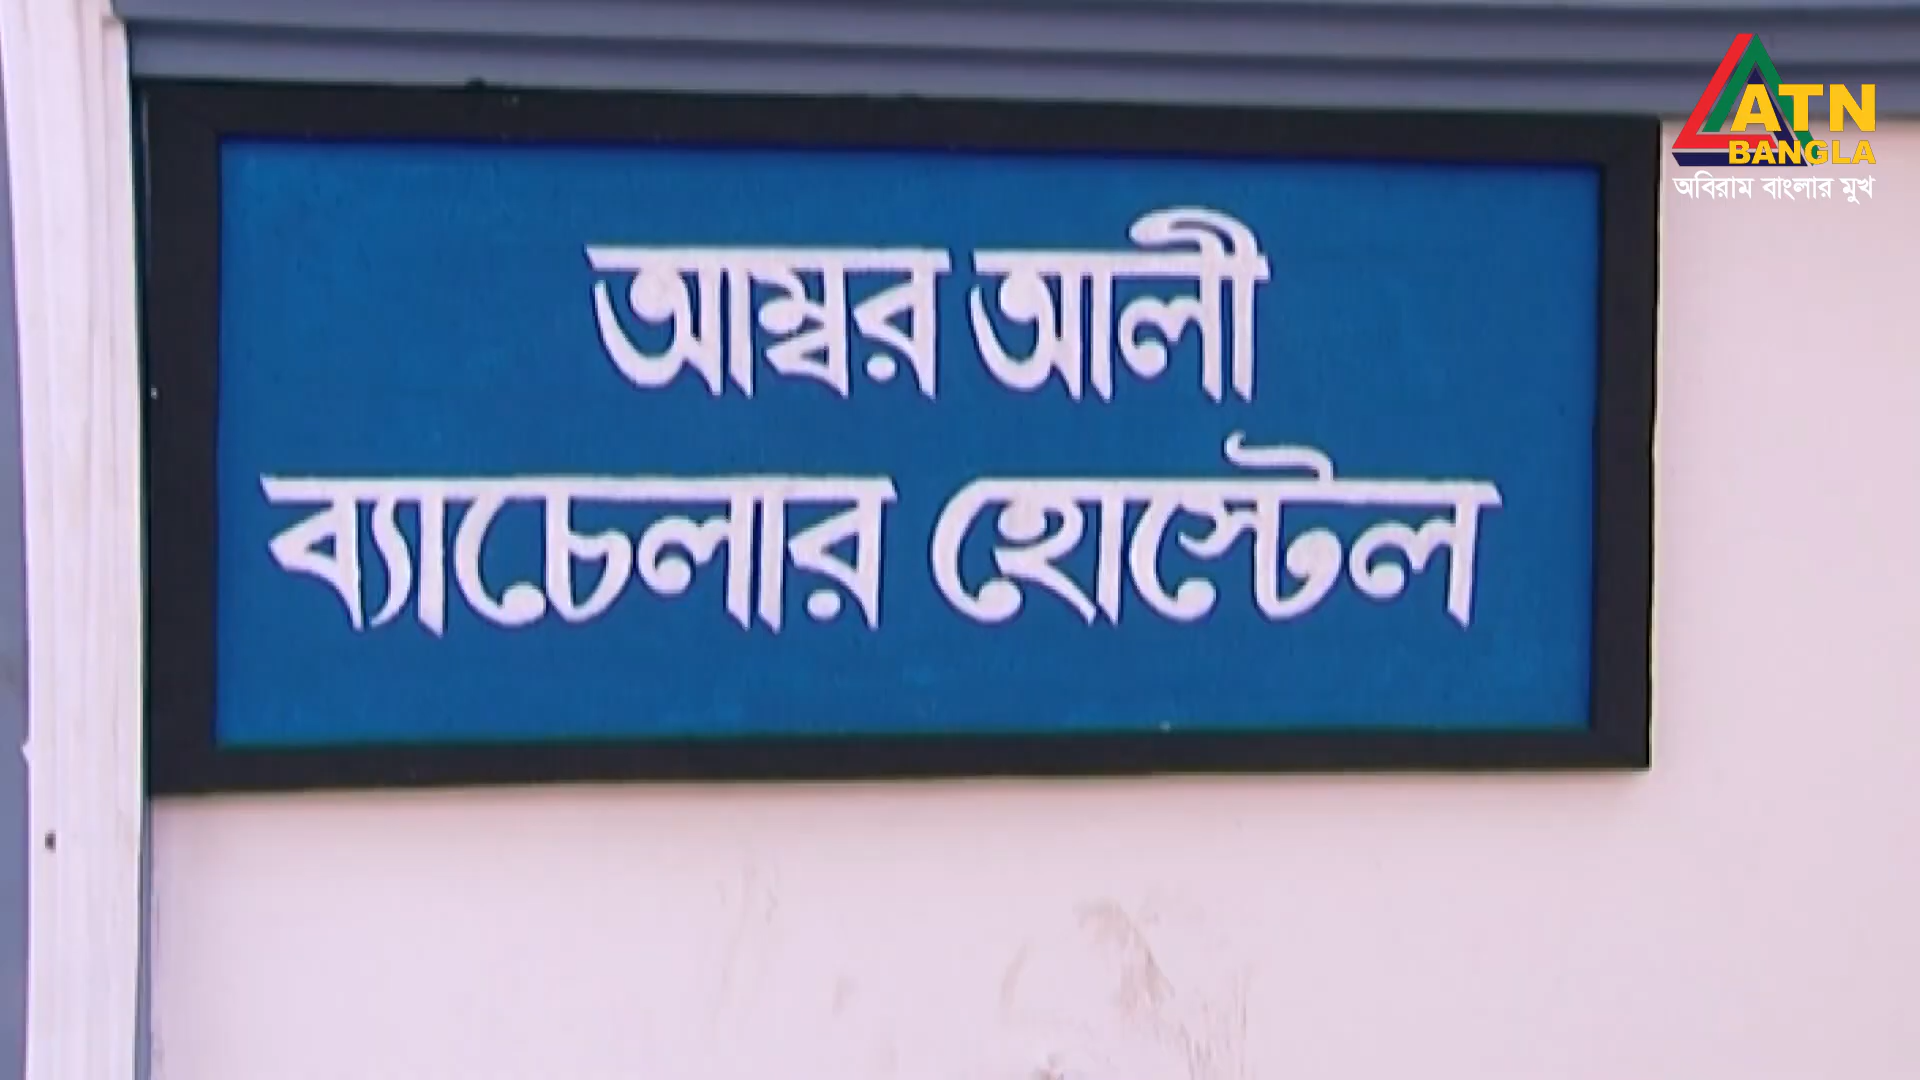 ATN
BANGLA
অবিরাম বাংলার মুখ
আম্বর আলী
ব্যাচেলার হোস্টেল